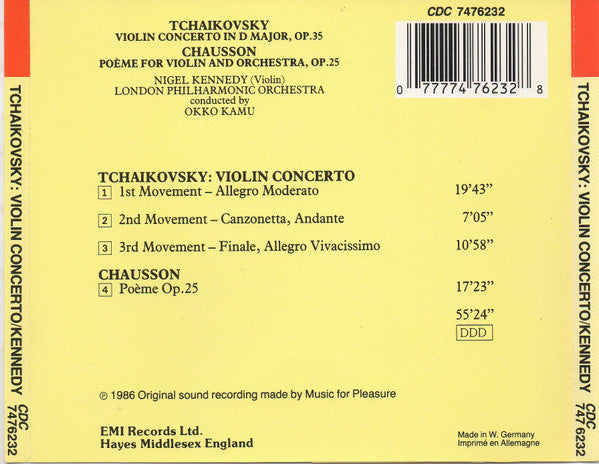 TCHAIKOVSKY
VIOLIN CONCERTO IN D MAJOR, OP.35
CHAUSSON
POÈME FOR VIOLIN AND ORCHESTRA, OP.25
NIGEL KENNEDY (Violin)
LONDON PHILHARMONIC ORCHESTRA
conducted by
OKKO KAMU
CDC 7476232
0 77774 76232 8
TCHAIKOVSKY: VIOLIN CONCERTO
1 1st Movement – Allegro Moderato 19'43"
2 2nd Movement – Canzonetta, Andante 7'05"
3 3rd Movement – Finale, Allegro Vivacissimo 10'58"
CHAUSSON
4 Poème Op.25 17'23"
55'24"
DDD
℗ 1986 Original sound recording made by Music for Pleasure
EMI Records Ltd.
Hayes Middlesex England
Made in W. Germany
Imprimé en Allemagne
TCHAIKOVSKY: VIOLIN CONCERTO/KENNEDY
CDC
7476232
TCHAIKOVSKY: VIOLIN CONCERTO/KENNEDY
CDC
747 6232